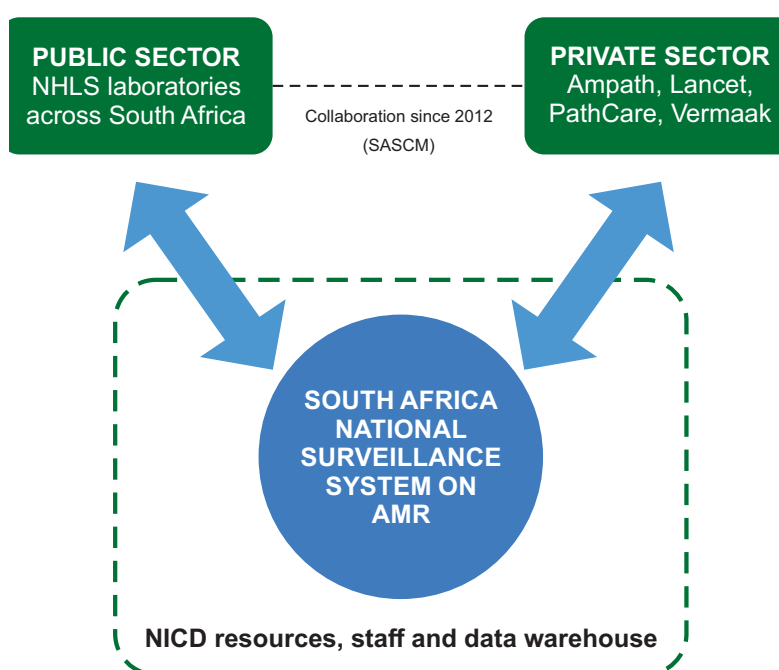 PUBLIC SECTOR
NHLS laboratories
across South Africa
PRIVATE SECTOR
Ampath, Lancet,
PathCare, Vermaak
Collaboration since 2012
(SASCM)
SOUTH AFRICA
NATIONAL
SURVEILLANCE
SYSTEM ON
AMR
NICD resources, staff and data warehouse